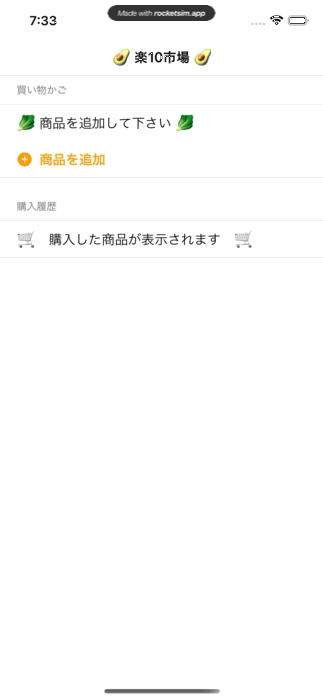 7:33
Made with rocketsim.app
🥑 楽10市場 🥑
買い物かご
🥬 商品を追加して下さい 🥬
商品を追加
購入履歴
🛒 購入した商品が表示されます 🛒